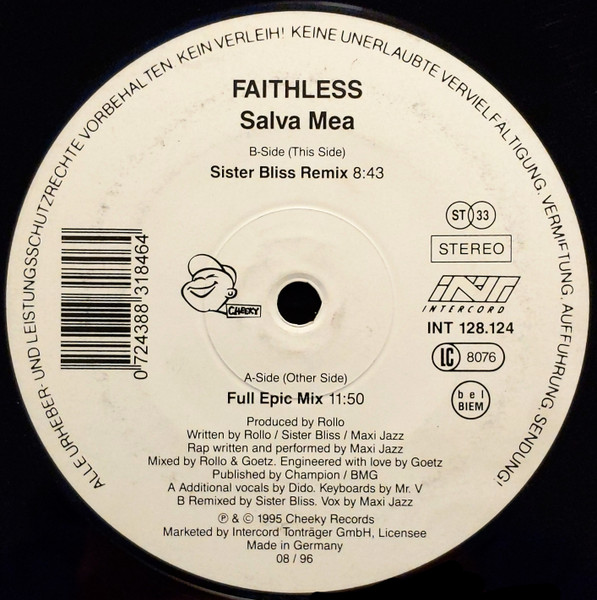 ALLE URHEBER- UND LEISTUNGSSCHUTZRECHTE VORBEHALTEN KEIN VERLEIH! KEINE UNERLAUBTE VERVIELFÄLTIGUNG, VERMIETUNG, AUFFÜHRUNG, SENDUNG!
FAITHLESS
Salva Mea
B-Side (This Side)
Sister Bliss Remix 8:43
ST 33
STEREO
INT
INTERCORD
INT 128.124
LC 8076
bel
BIEM
0 724388 318464
CHEEKY
A-Side (Other Side)
Full Epic Mix 11:50
Produced by Rollo
Written by Rollo / Sister Bliss / Maxi Jazz
Rap written and performed by Maxi Jazz
Mixed by Rollo & Goetz. Engineered with love by Goetz
Published by Champion / BMG
A Additional vocals by Dido. Keyboards by Mr. V
B Remixed by Sister Bliss. Vox by Maxi Jazz
℗ & © 1995 Cheeky Records
Marketed by Intercord Tonträger GmbH, Licensee
Made in Germany
08 / 96